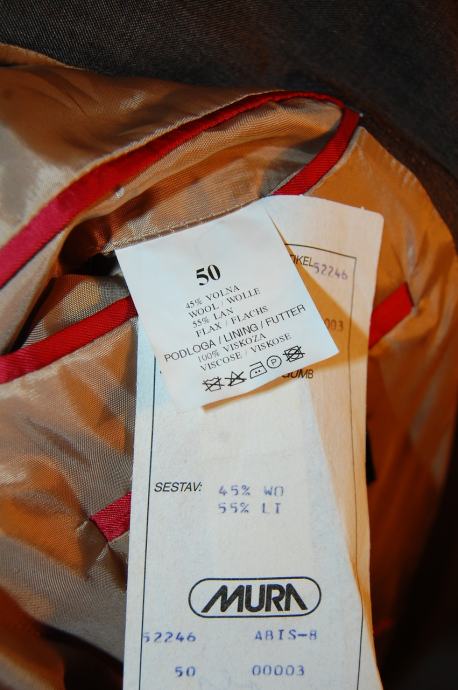 50
45% VOLNA
WOOL / WOLLE
55% LAN
FLAX / FLACHS
PODLOGA / LINING / FUTTER
100% VISKOZA
VISCOSE / VISKOSE
P
52246
SESTAV: 45% WO
55% LI
MURA
52246 ABIS-8
50 00003